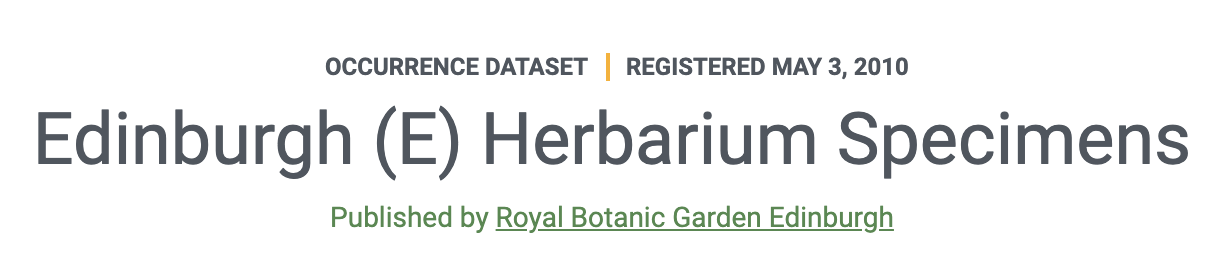 OCCURRENCE DATASET | REGISTERED MAY 3, 2010
Edinburgh (E) Herbarium Specimens
Published by Royal Botanic Garden Edinburgh